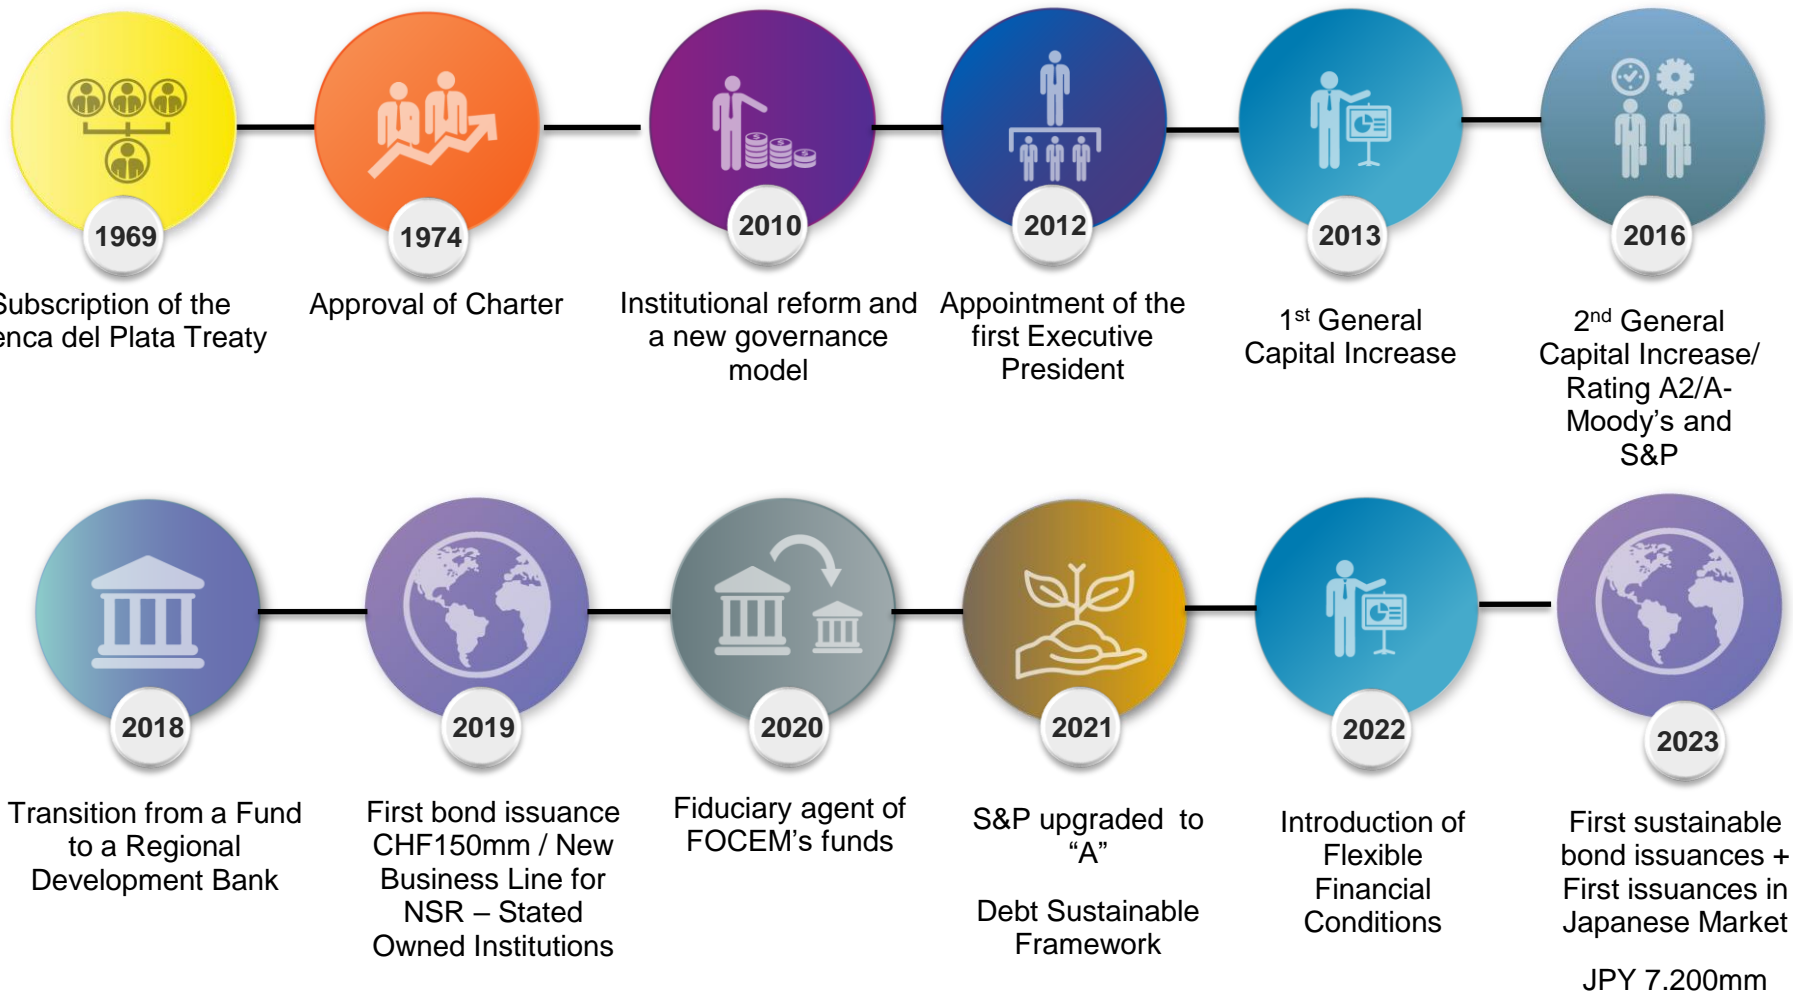 1969
Subscription of the
enca del Plata Treaty
1974
Approval of Charter
2010
Institutional reform and
a new governance
model
2012
Appointment of the
first Executive
President
2013
1st General
Capital Increase
2016
2nd General
Capital Increase/
Rating A2/A-
Moody's and
S&P
2018
Transition from a Fund
to a Regional
Development Bank
2019
First bond issuance
CHF150mm / New
Business Line for
NSR – Stated
Owned Institutions
2020
Fiduciary agent of
FOCEM's funds
2021
S&P upgraded to
“A”
Debt Sustainable
Framework
2022
Introduction of
Flexible
Financial
Conditions
2023
First sustainable
bond issuances +
First issuances in
Japanese Market
JPY 7.200mm